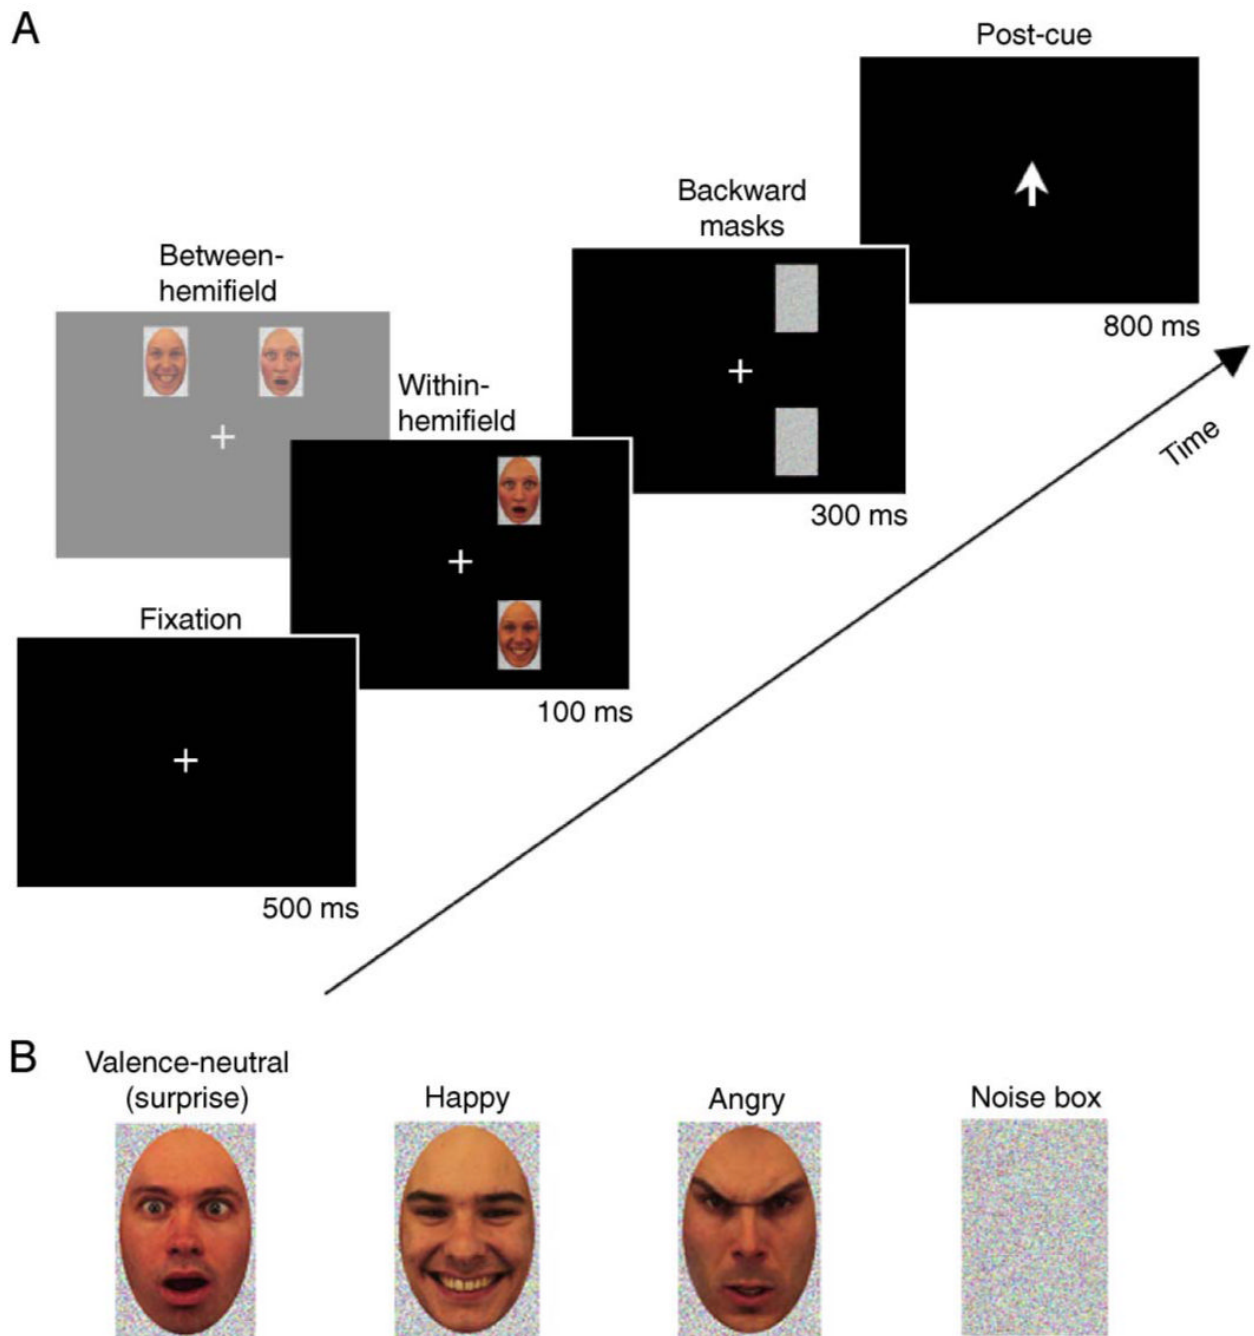 A
Post-cue
Backward
masks
Between-
hemifield
Within-
hemifield
800 ms
Time
300 ms
Fixation
100 ms
500 ms
B
Valence-neutral
(surprise)
Happy
Angry
Noise box